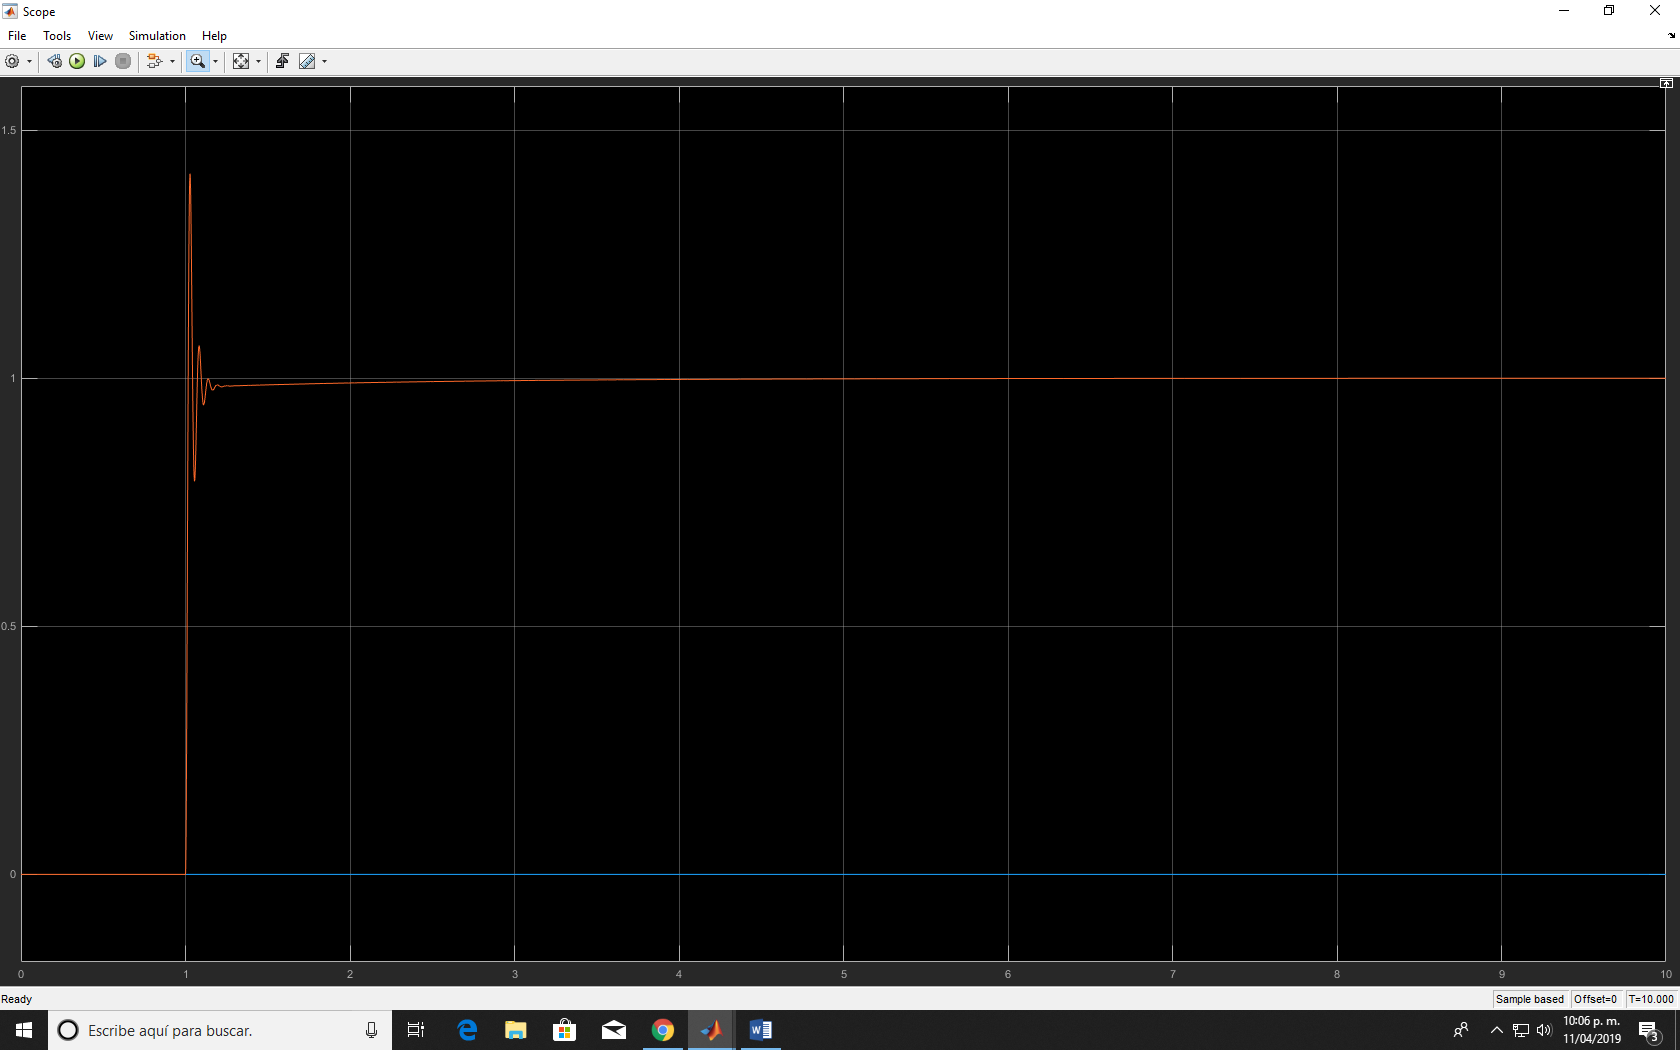 Scope
File Tools View Simulation Help
1.5
1
0.5
0
0 1 2 3 4 5 6 7 8 9 10
Ready Sample based Offset=0 T=10.000
Escribe aquí para buscar. 10:06 p. m.
11/04/2019 3